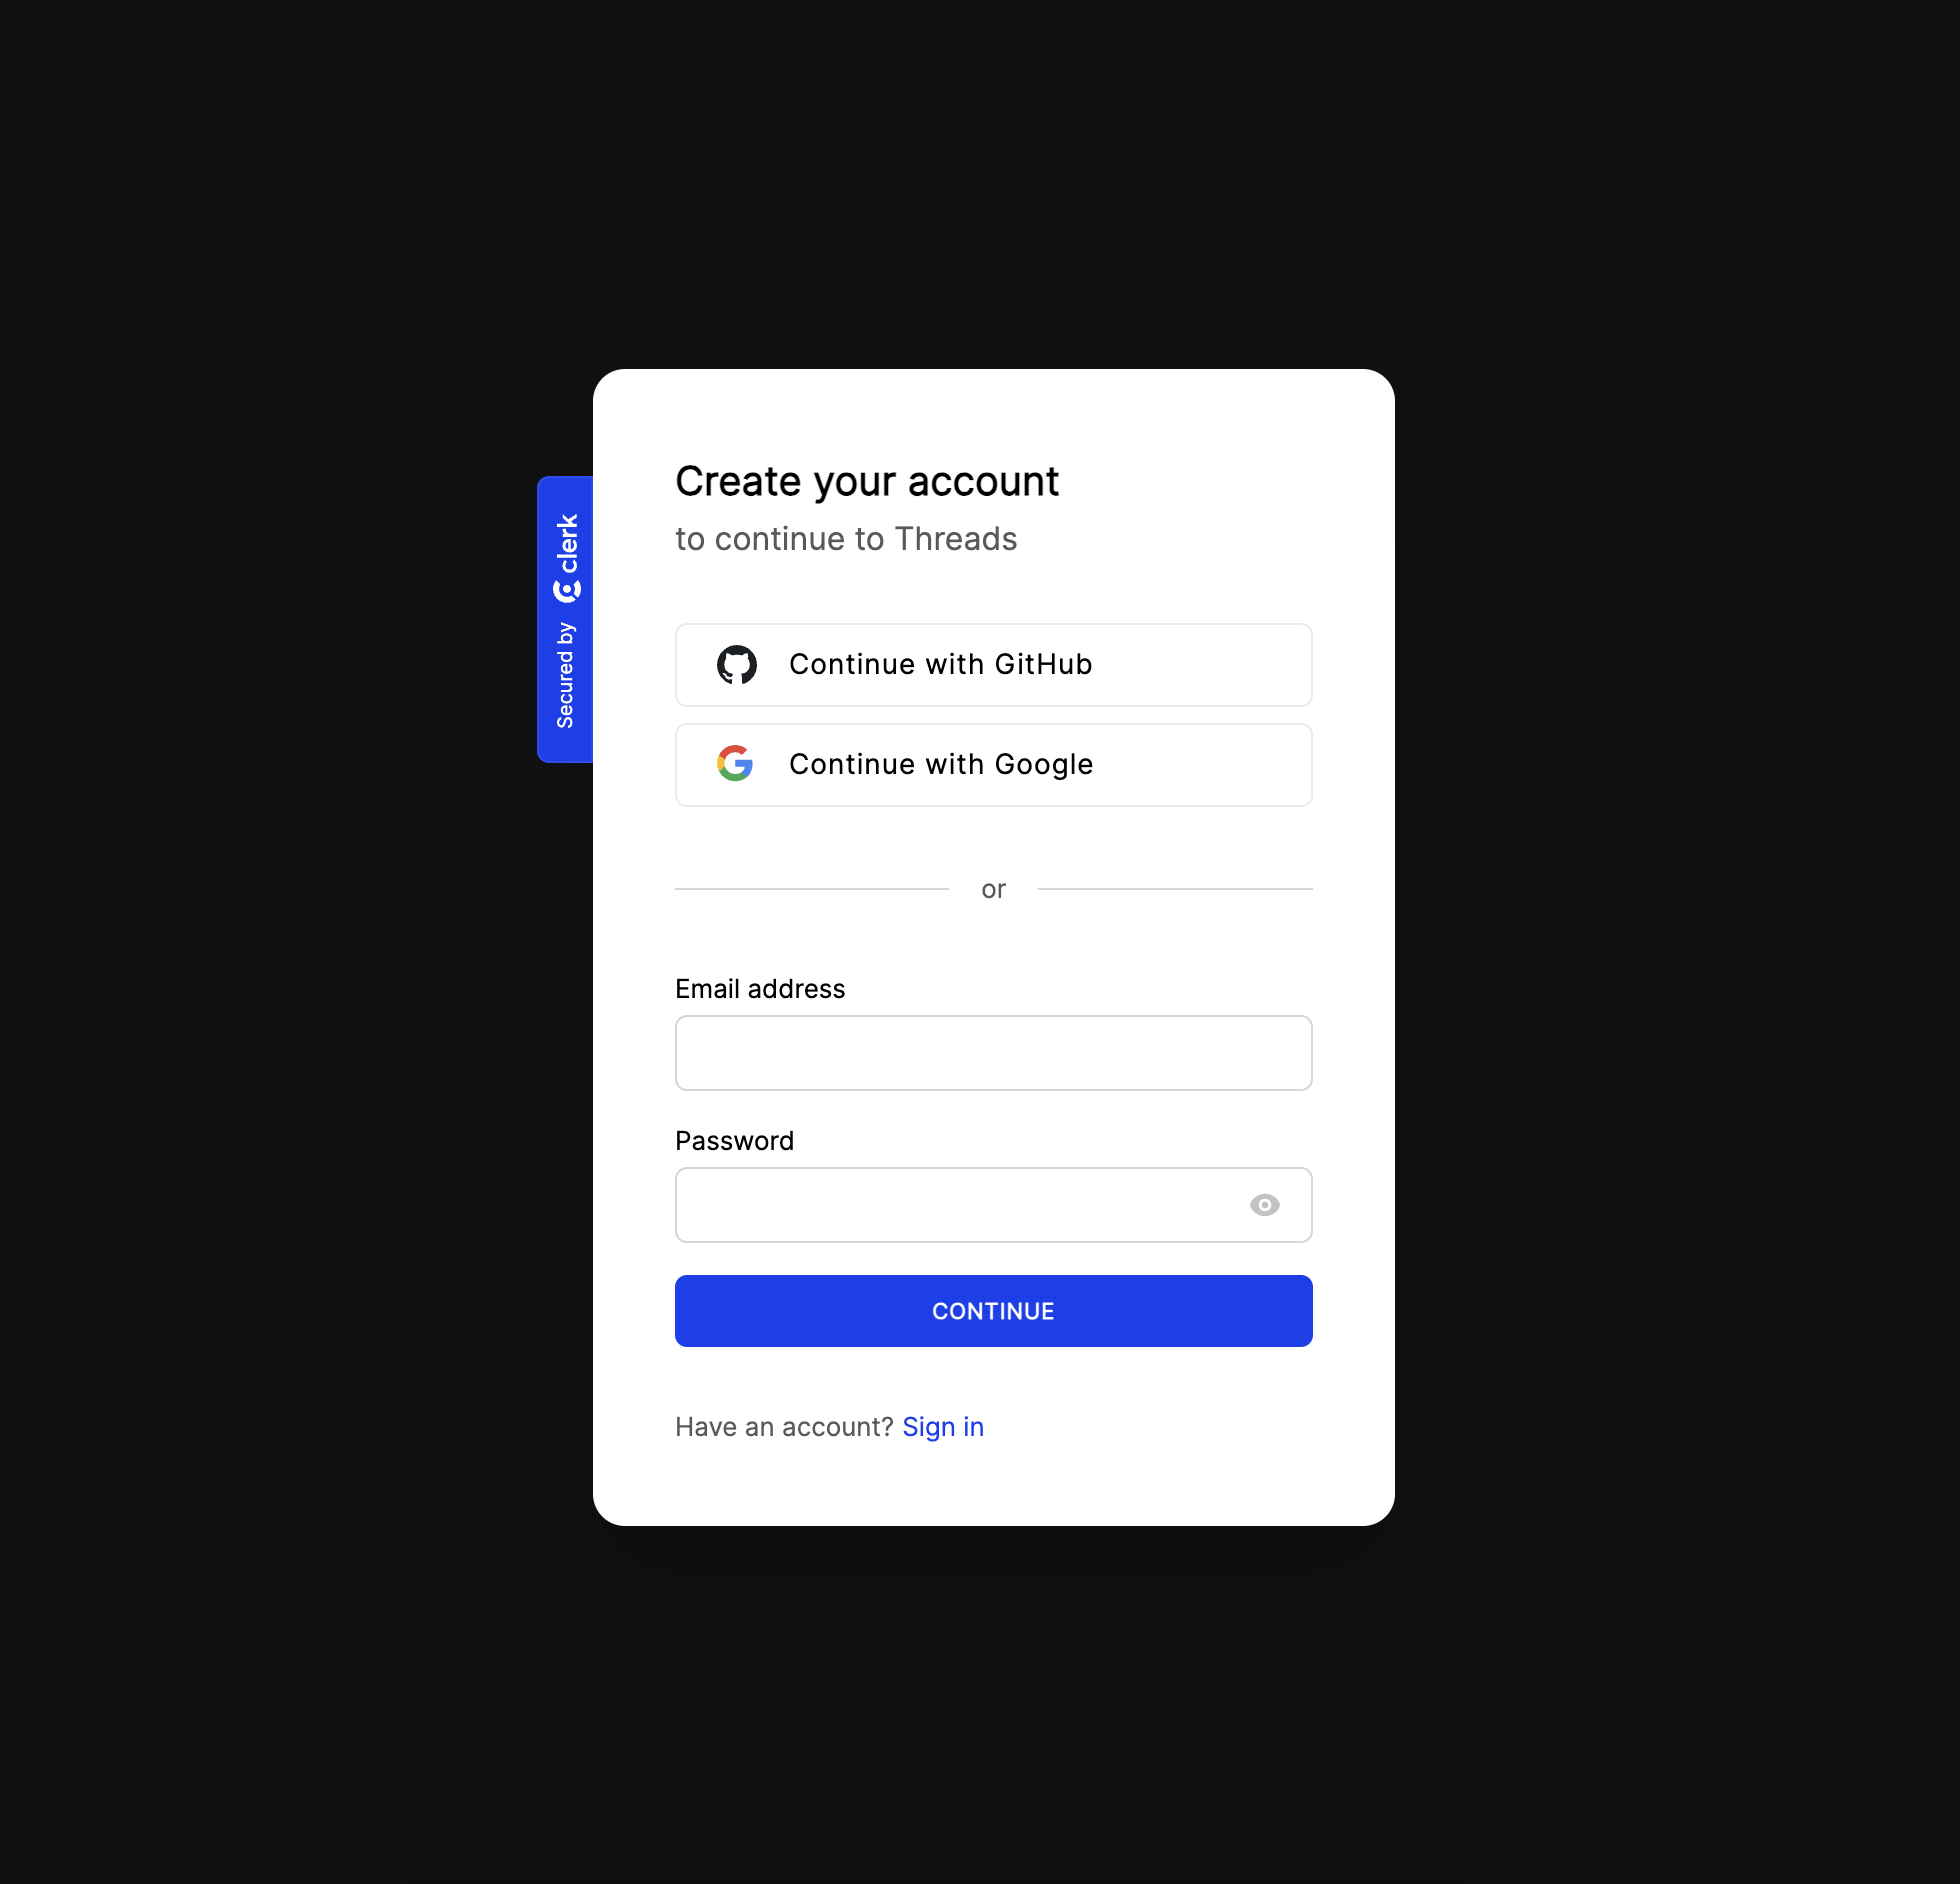 Create your account
to continue to Threads
Secured by clerk
Continue with GitHub
Continue with Google
or
Email address
Password
CONTINUE
Have an account? Sign in